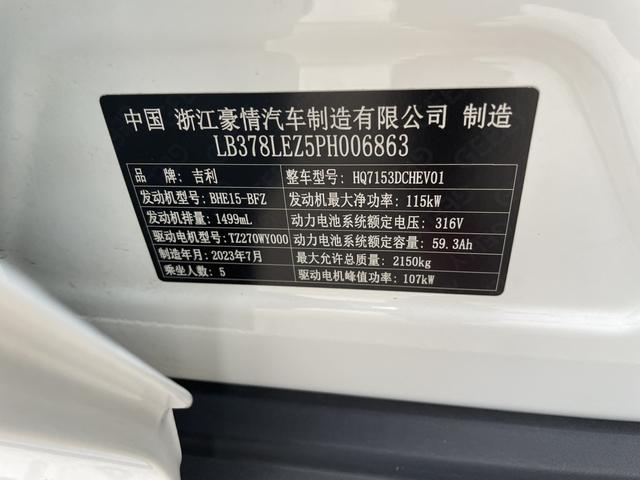 中国 浙江豪情汽车制造有限公司 制造
LB378LEZ5PH006863
品牌: 吉利 整车型号: HQ7153DCHEV01
发动机型号: BHE15-BFZ 发动机最大净功率: 115kW
发动机排量: 1499mL 动力电池系统额定电压: 316V
驱动电机型号: TZ270WY000 动力电池系统额定容量: 59.3Ah
制造年月: 2023年7月 最大允许总质量: 2150kg
乘坐人数: 5 驱动电机峰值功率: 107kW